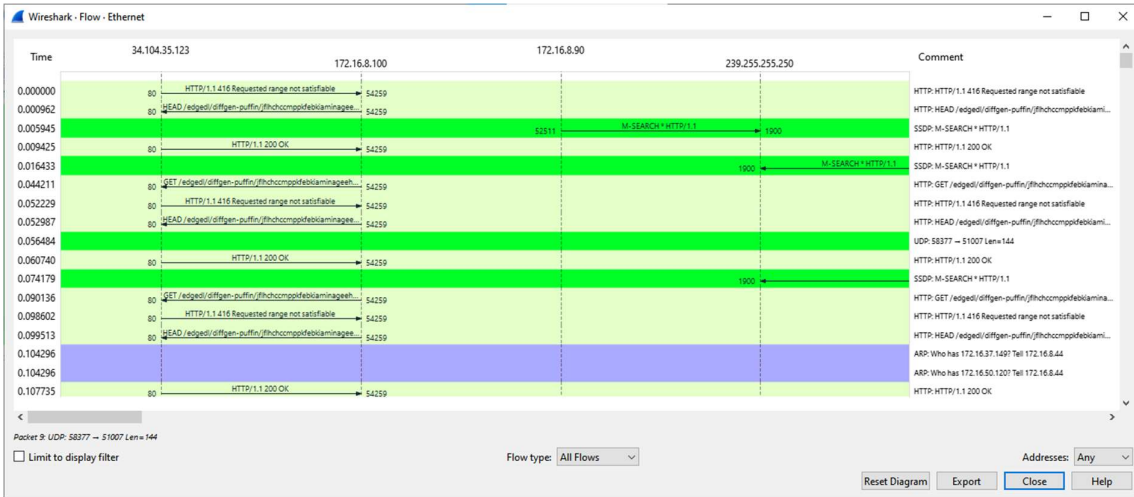 Wireshark · Flow · Ethernet
Time 34.104.35.123 172.16.8.100 172.16.8.90 239.255.255.250 Comment
0.000000 80 HTTP/1.1 416 Requested range not satisfiable 54259 HTTP: HTTP/1.1 416 Requested range not satisfiable
0.000962 80 HEAD /edgedl/diffgen-puffin/jflhchccmppkfebkiaminagee... 54259 HTTP: HEAD /edgedl/diffgen-puffin/jflhchccmppkfebkiami...
0.005945 52511 M-SEARCH * HTTP/1.1 1900 SSDP: M-SEARCH * HTTP/1.1
0.009425 80 HTTP/1.1 200 OK 54259 HTTP: HTTP/1.1 200 OK
0.016433 1900 M-SEARCH * HTTP/1.1 SSDP: M-SEARCH * HTTP/1.1
0.044211 80 GET /edgedl/diffgen-puffin/jflhchccmppkfebkiaminageeh... 54259 HTTP: GET /edgedl/diffgen-puffin/jflhchccmppkfebkiamina...
0.052229 80 HTTP/1.1 416 Requested range not satisfiable 54259 HTTP: HTTP/1.1 416 Requested range not satisfiable
0.052987 80 HEAD /edgedl/diffgen-puffin/jflhchccmppkfebkiaminagee... 54259 HTTP: HEAD /edgedl/diffgen-puffin/jflhchccmppkfebkiami...
0.056484 UDP: 58377 → 51007 Len=144
0.060740 80 HTTP/1.1 200 OK 54259 HTTP: HTTP/1.1 200 OK
0.074179 1900 SSDP: M-SEARCH * HTTP/1.1
0.090136 80 GET /edgedl/diffgen-puffin/jflhchccmppkfebkiaminageeh... 54259 HTTP: GET /edgedl/diffgen-puffin/jflhchccmppkfebkiamina...
0.098602 80 HTTP/1.1 416 Requested range not satisfiable 54259 HTTP: HTTP/1.1 416 Requested range not satisfiable
0.099513 80 HEAD /edgedl/diffgen-puffin/jflhchccmppkfebkiaminagee... 54259 HTTP: HEAD /edgedl/diffgen-puffin/jflhchccmppkfebkiami...
0.104296 ARP: Who has 172.16.37.149? Tell 172.16.8.44
0.104296 ARP: Who has 172.16.50.120? Tell 172.16.8.44
0.107735 80 HTTP/1.1 200 OK 54259 HTTP: HTTP/1.1 200 OK
Packet 9: UDP: 58377 → 51007 Len=144
Limit to display filter Flow type: All Flows Addresses: Any
Reset Diagram Export Close Help